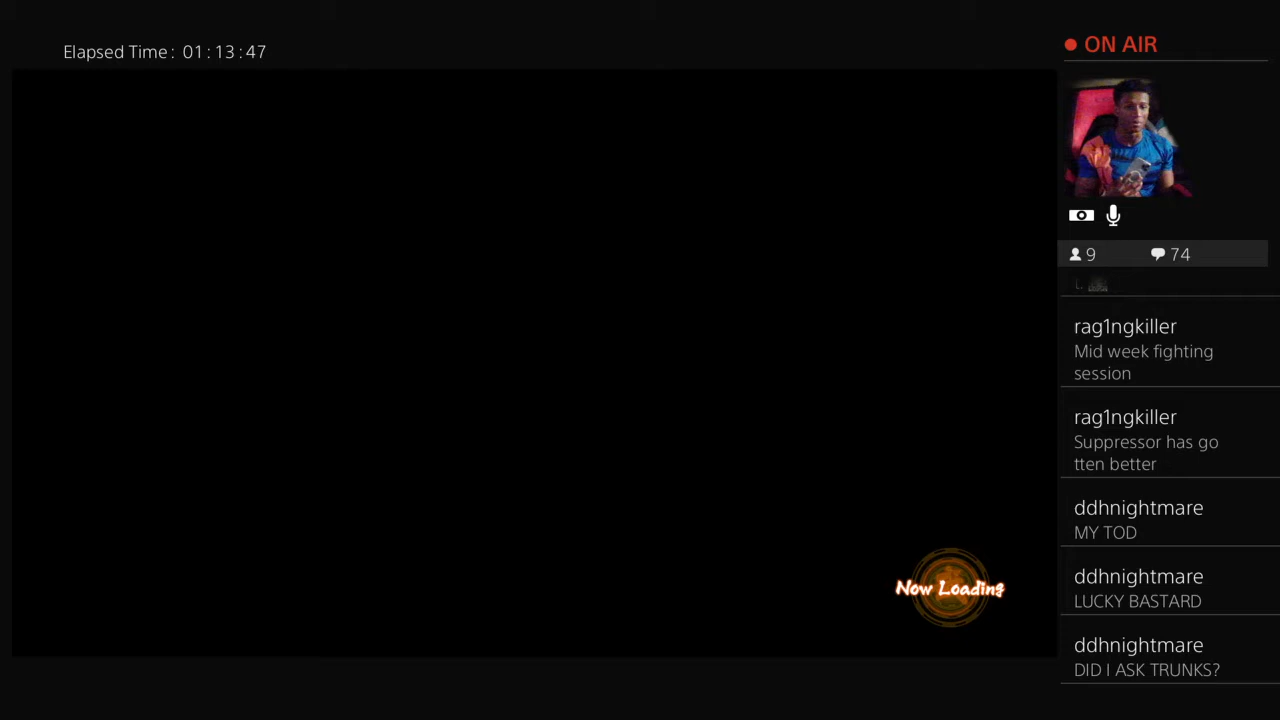 Elapsed Time: 01:13:47
ON AIR
9 74
rag1ngkiller
Mid week fighting
session
rag1ngkiller
Suppressor has go
tten better
ddhnightmare
MY TOD
ddhnightmare
LUCKY BASTARD
ddhnightmare
DID I ASK TRUNKS?
Now Loading